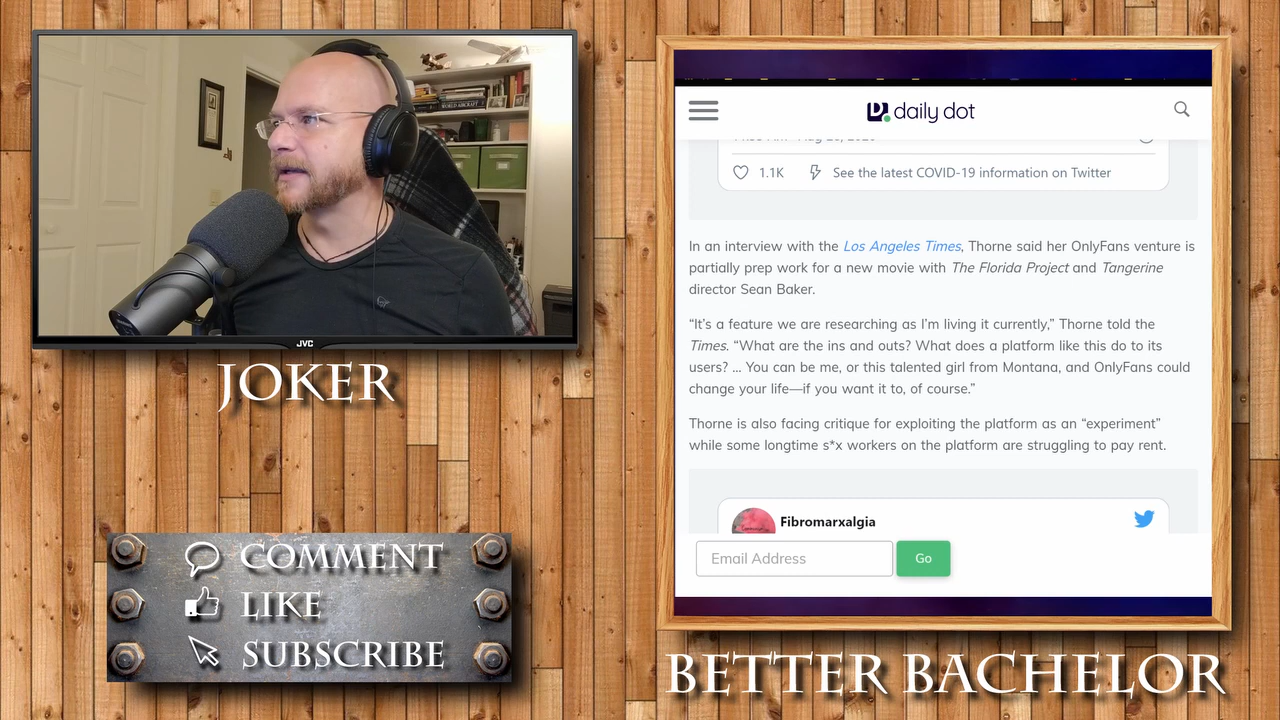 WORLD AIRCRAFT
JVC
JOKER
COMMENT
LIKE
SUBSCRIBE
daily dot
1.1K See the latest COVID-19 information on Twitter
In an interview with the Los Angeles Times, Thorne said her OnlyFans venture is
partially prep work for a new movie with The Florida Project and Tangerine
director Sean Baker.
“It’s a feature we are researching as I’m living it currently,” Thorne told the
Times. “What are the ins and outs? What does a platform like this do to its
users? ... You can be me, or this talented girl from Montana, and OnlyFans could
change your life—if you want it to, of course.”
Thorne is also facing critique for exploiting the platform as an “experiment”
while some longtime s*x workers on the platform are struggling to pay rent.
Fibromarxalgia
Email Address Go
BETTER BACHELOR